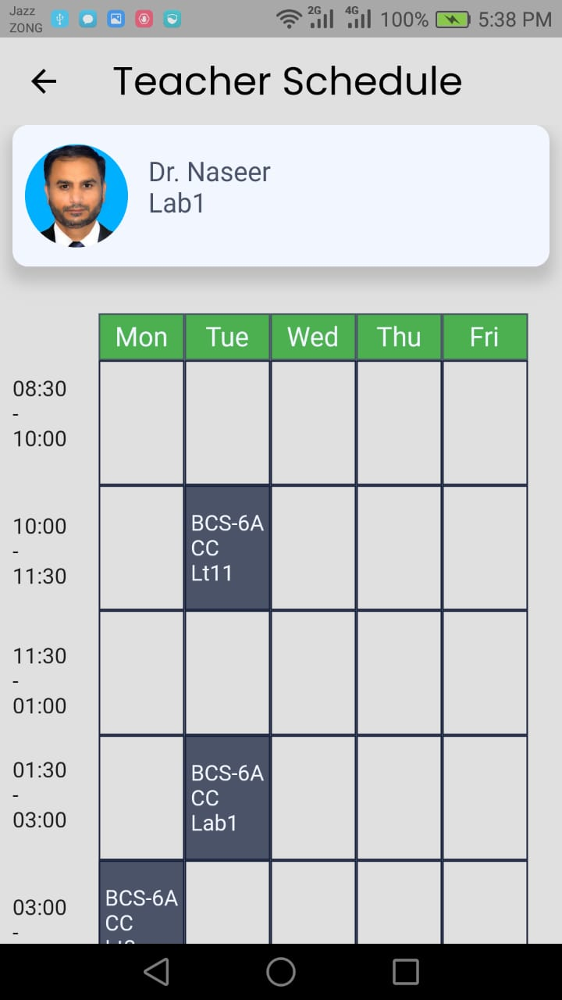 Jazz
ZONG
2G 4G 100% 5:38 PM
Teacher Schedule
Dr. Naseer
Lab1
Mon Tue Wed Thu Fri
08:30
-
10:00
10:00
-
11:30
BCS-6A
CC
Lt11
11:30
-
01:00
01:30
-
03:00
BCS-6A
CC
Lab1
03:00
-
BCS-6A
CC